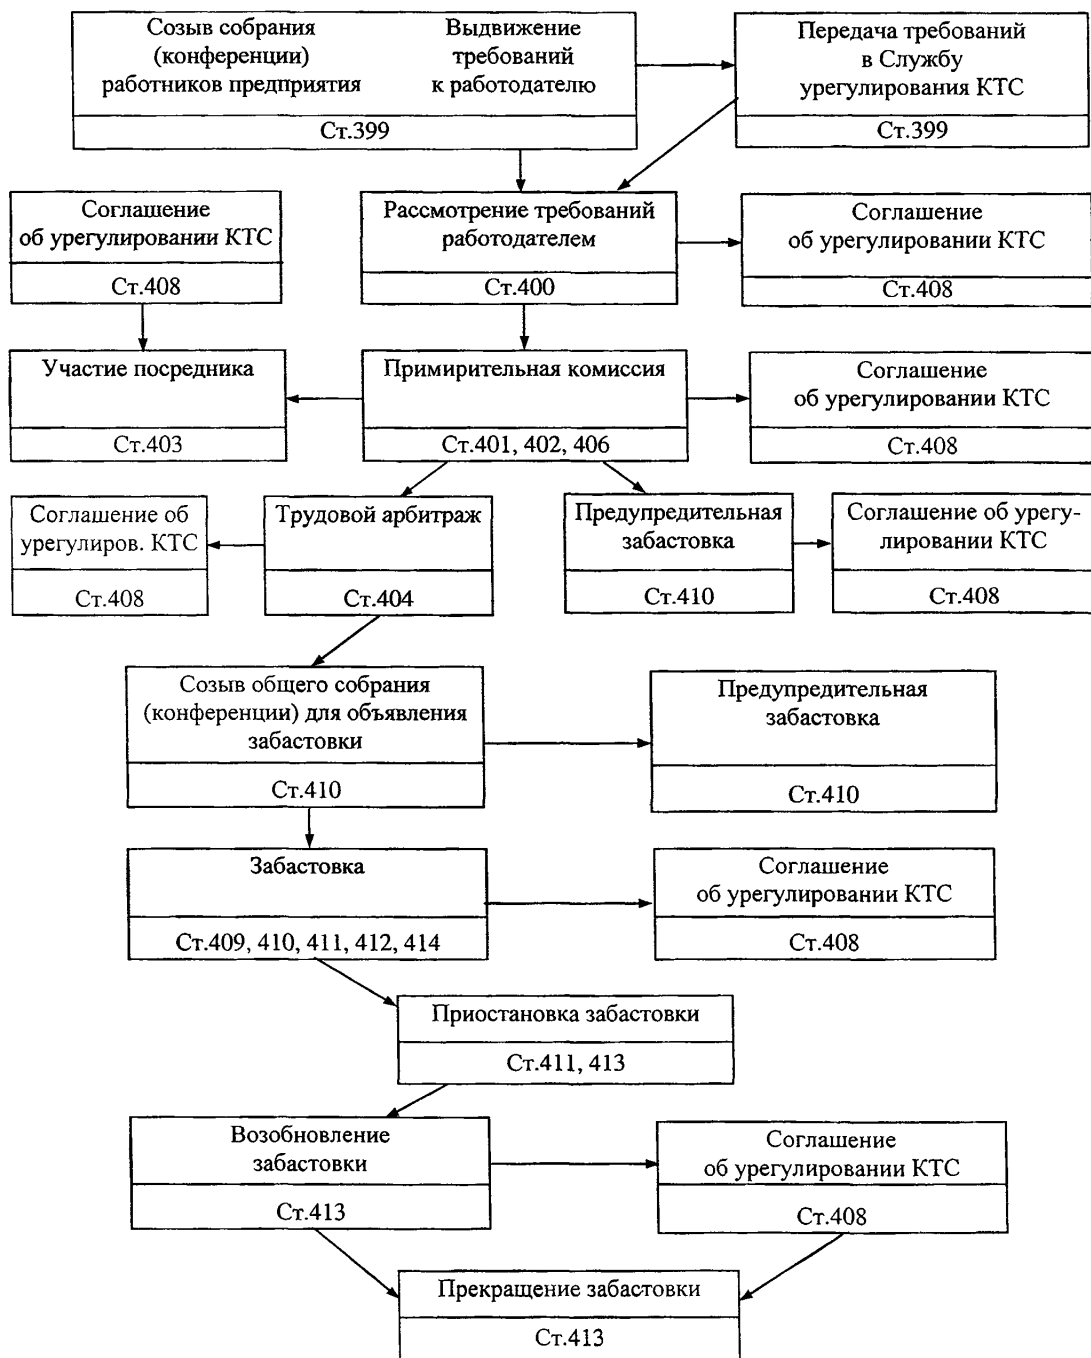 Созыв собрания
(конференции)
работников предприятия
Выдвижение
требований
к работодателю
Ст.399
Передача требований
в Службу
урегулирования КТС
Ст.399
Соглашение
об урегулировании КТС
Ст.408
Рассмотрение требований
работодателем
Ст.400
Соглашение
об урегулировании КТС
Ст.408
Участие посредника
Ст.403
Примирительная комиссия
Ст.401, 402, 406
Соглашение
об урегулировании КТС
Ст.408
Соглашение об
урегулиров. КТС
Ст.408
Трудовой арбитраж
Ст.404
Предупредительная
забастовка
Ст.410
Соглашение об урегу-
лировании КТС
Ст.408
Созыв общего собрания
(конференции) для объявления
забастовки
Ст.410
Предупредительная
забастовка
Ст.410
Забастовка
Ст.409, 410, 411, 412, 414
Соглашение
об урегулировании КТС
Ст.408
Приостановка забастовки
Ст.411, 413
Возобновление
забастовки
Ст.413
Соглашение
об урегулировании КТС
Ст.408
Прекращение забастовки
Ст.413